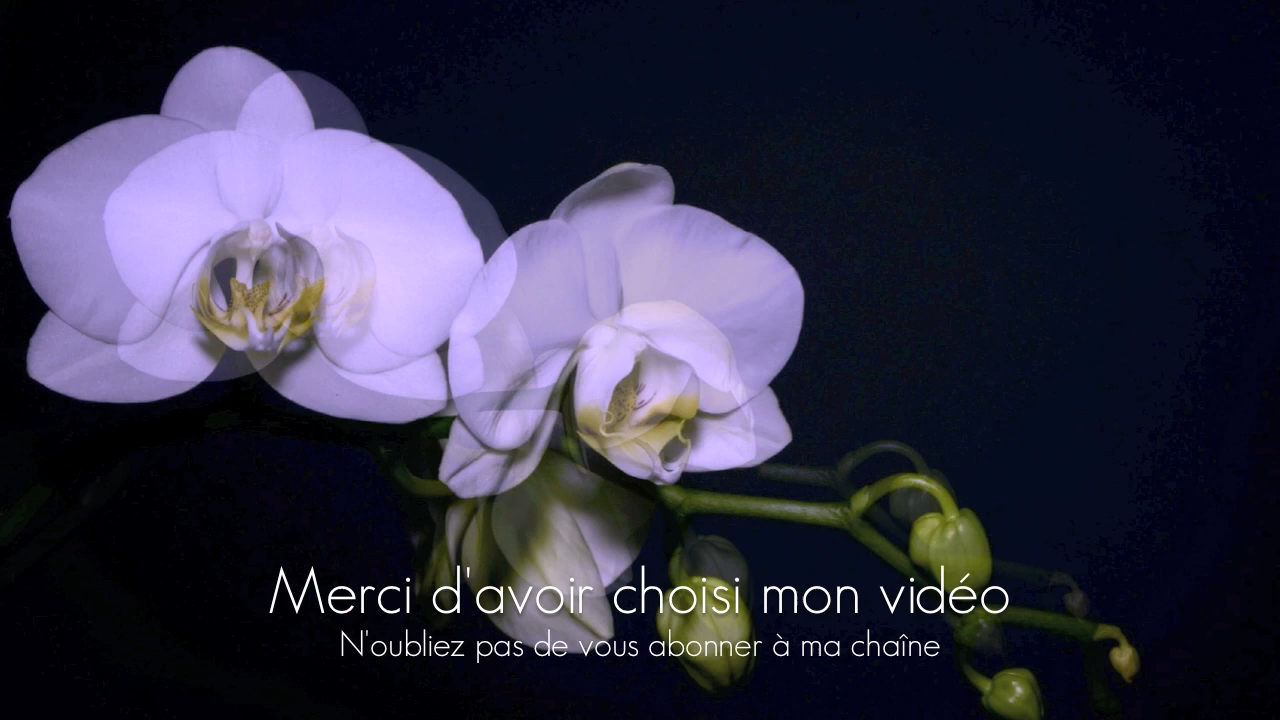 Merci d'avoir choisi mon vidéo
N'oubliez pas de vous abonner à ma chaîne